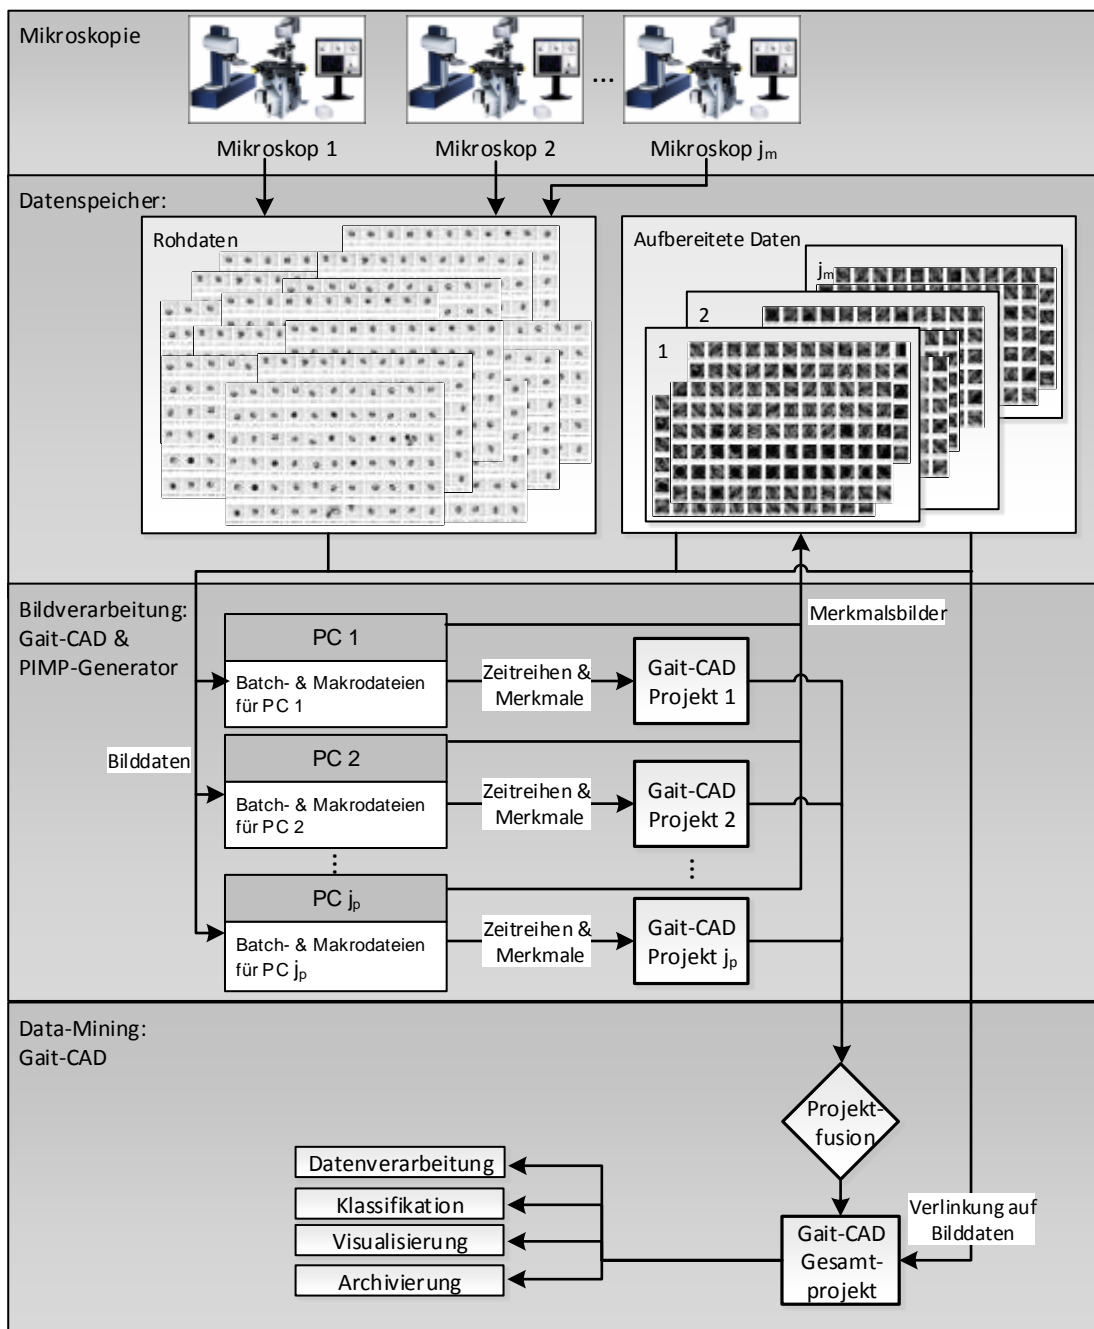 Mikroskopie
...
Mikroskop 1
Mikroskop 2
Mikroskop jm
Datenspeicher:
Rohdaten
Aufbereitete Daten
jm
2
1
Bildverarbeitung:
Gait-CAD &
PIMP-Generator
Merkmalsbilder
PC 1
Batch- & Makrodateien
für PC 1
Zeitreihen &
Merkmale
Gait-CAD
Projekt 1
Bilddaten
PC 2
Batch- & Makrodateien
für PC 2
Zeitreihen &
Merkmale
Gait-CAD
Projekt 2
...
...
PC jp
Batch- & Makrodateien
für PC jp
Zeitreihen &
Merkmale
Gait-CAD
Projekt jp
Data-Mining:
Gait-CAD
Projekt-
fusion
Datenverarbeitung
Klassifikation
Visualisierung
Archivierung
Verlinkung auf
Bilddaten
Gait-CAD
Gesamt-
projekt